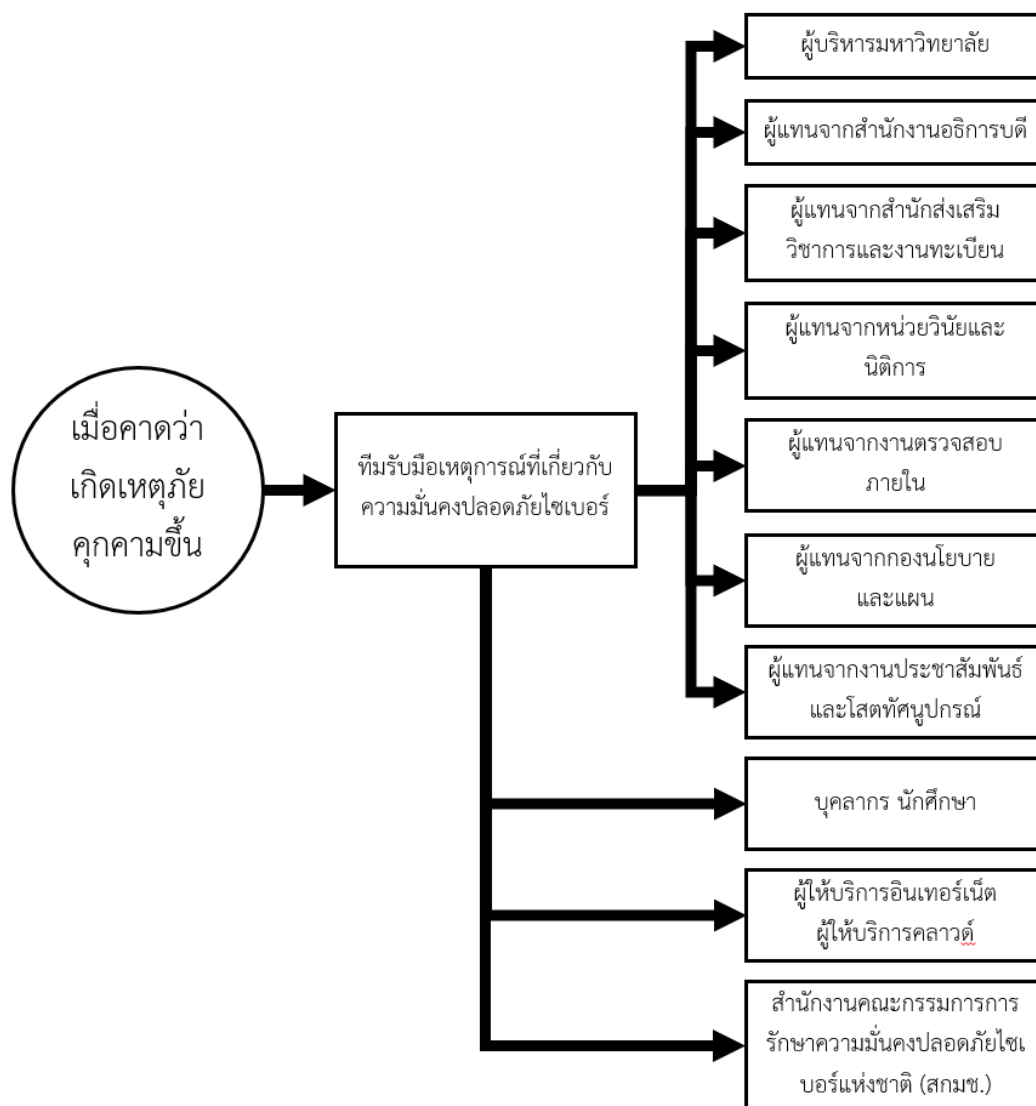 ผู้บริหารมหาวิทยาลัย
ผู้แทนจากสำนักงานอธิการบดี
ผู้แทนจากสำนักส่งเสริม
วิชาการและงานทะเบียน
ผู้แทนจากหน่วยวินัยและ
นิติการ
เมื่อคาดว่า
เกิดเหตุภัย
คุกคามขึ้น
ทีมรับมือเหตุการณ์ที่เกี่ยวกับ
ความมั่นคงปลอดภัยไซเบอร์
ผู้แทนจากงานตรวจสอบ
ภายใน
ผู้แทนจากกองนโยบาย
และแผน
ผู้แทนจากงานประชาสัมพันธ์
และโสตทัศนูปกรณ์
บุคลากร นักศึกษา
ผู้ให้บริการอินเทอร์เน็ต
ผู้ให้บริการคลาวด์
สำนักงานคณะกรรมการการ
รักษาความมั่นคงปลอดภัยไซเ
บอร์แห่งชาติ (สกมช.)